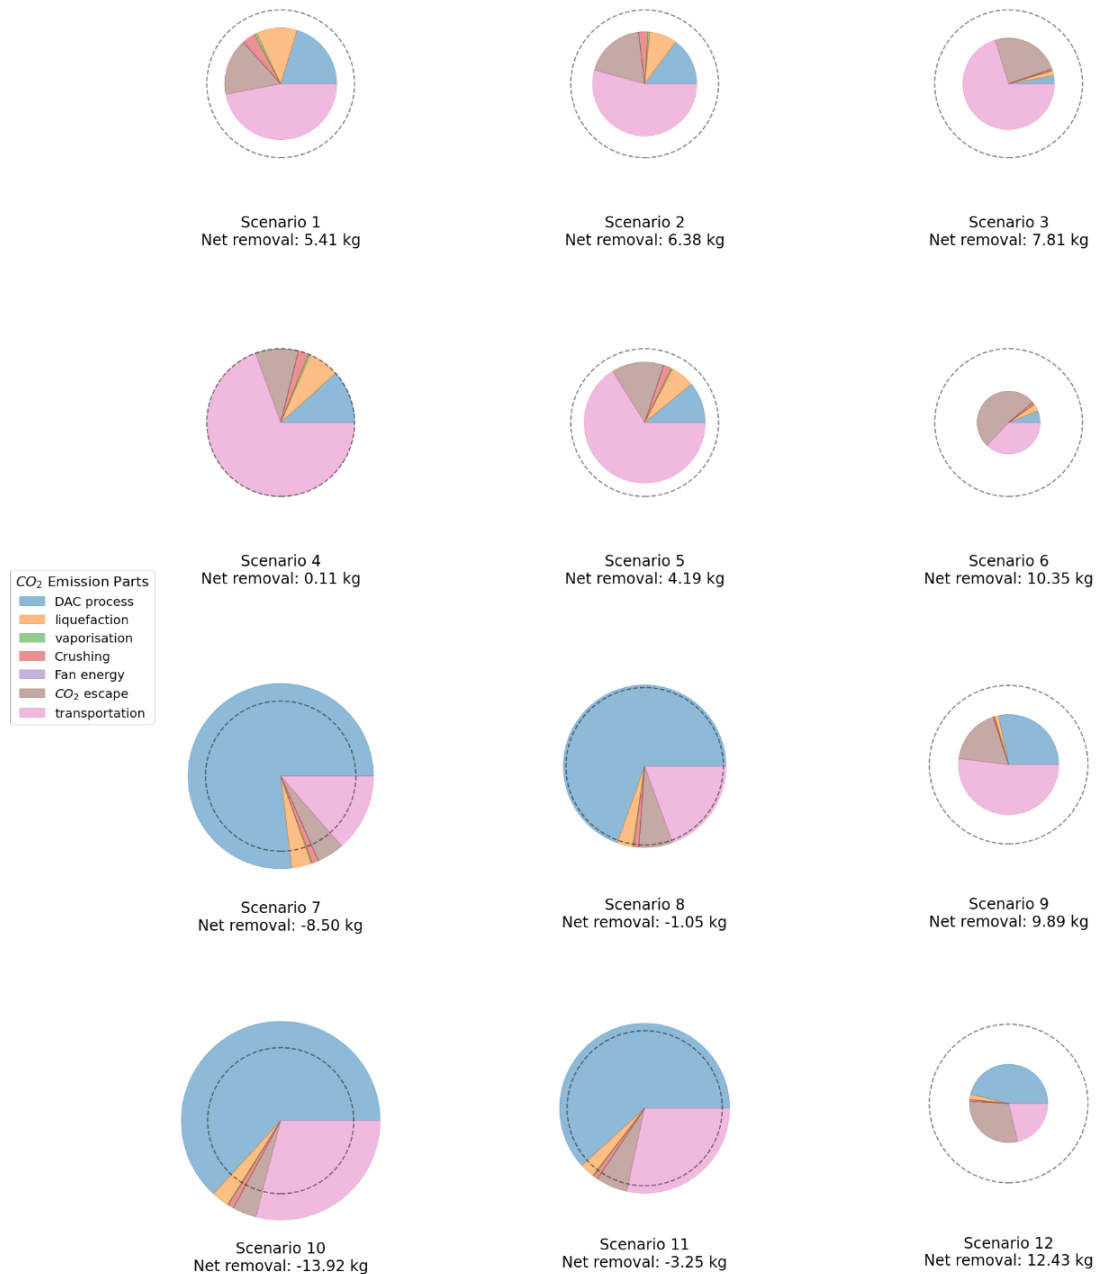 Scenario 1
Net removal: 5.41 kg
Scenario 2
Net removal: 6.38 kg
Scenario 3
Net removal: 7.81 kg
Scenario 4
Net removal: 0.11 kg
Scenario 5
Net removal: 4.19 kg
Scenario 6
Net removal: 10.35 kg
CO₂ Emission Parts
DAC process
liquefaction
vaporisation
Crushing
Fan energy
CO₂ escape
transportation
Scenario 7
Net removal: -8.50 kg
Scenario 8
Net removal: -1.05 kg
Scenario 9
Net removal: 9.89 kg
Scenario 10
Net removal: -13.92 kg
Scenario 11
Net removal: -3.25 kg
Scenario 12
Net removal: 12.43 kg